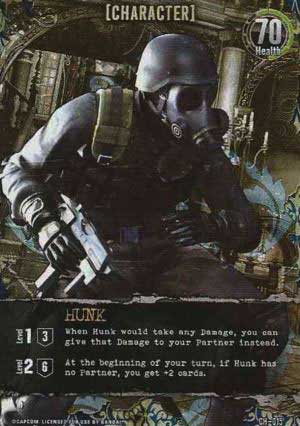 [CHARACTER]
70
Health
HUNK
Level 1 3
When Hunk would take any Damage, you can
give that Damage to your Partner instead.
Level 2 6
At the beginning of your turn, if Hunk has
no Partner, you get +2 cards.
©CAPCOM. LICENSED FOR USE BY BANDAI
CH-015